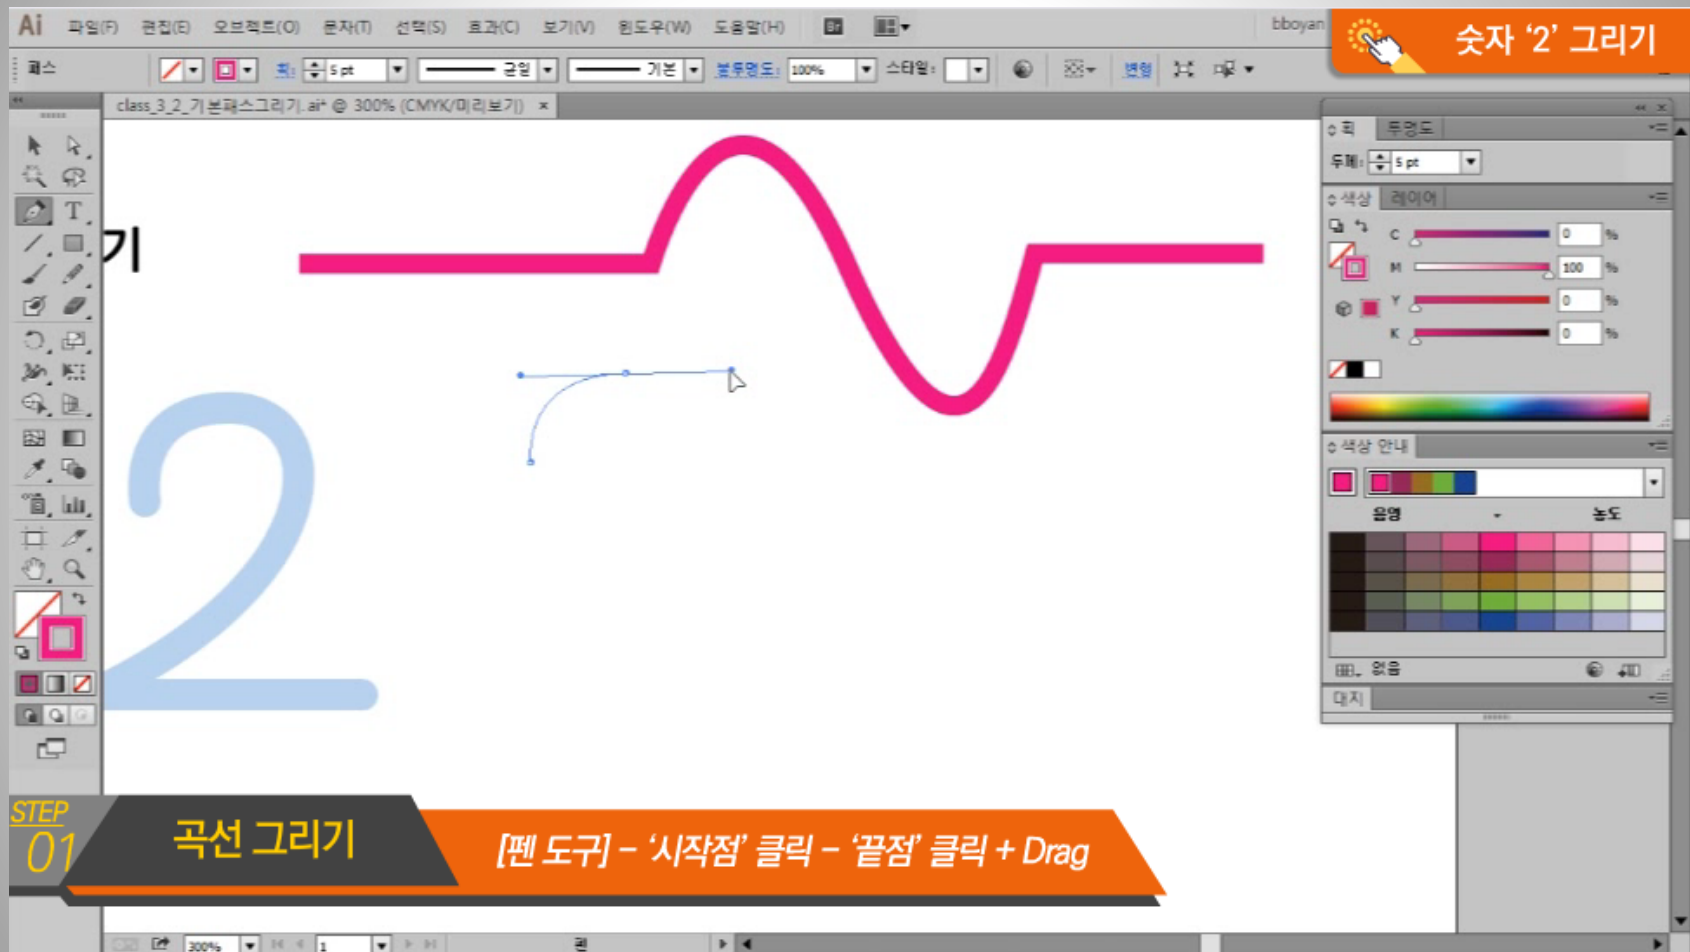 Ai 파일(F) 편집(E) 오브젝트(O) 문자(T) 선택(S) 효과(C) 보기(V) 윈도우(W) 도움말(H) Br
bboyan
숫자 ‘2’ 그리기
패스 획: 5 pt 균일 기본 불투명도: 100% 스타일: 변형
class_3_2_기본패스그리기.ai* @ 300% (CMYK/미리보기) ×
T
기
2
획 투명도
두께: 5 pt
색상 레이어
C 0 %
M 100 %
Y 0 %
K 0 %
색상 안내
음영 농도
없음
대지
STEP
01
곡선 그리기
[펜 도구] – ‘시작점’ 클릭 – ‘끝점’ 클릭 + Drag
300% 1 펜